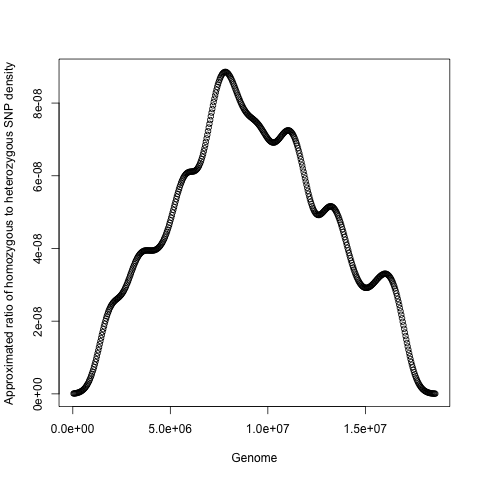 Approximated ratio of homozygous to heterozygous SNP density
8e-08
6e-08
4e-08
2e-08
0e+00
0.0e+00 5.0e+06 1.0e+07 1.5e+07
Genome